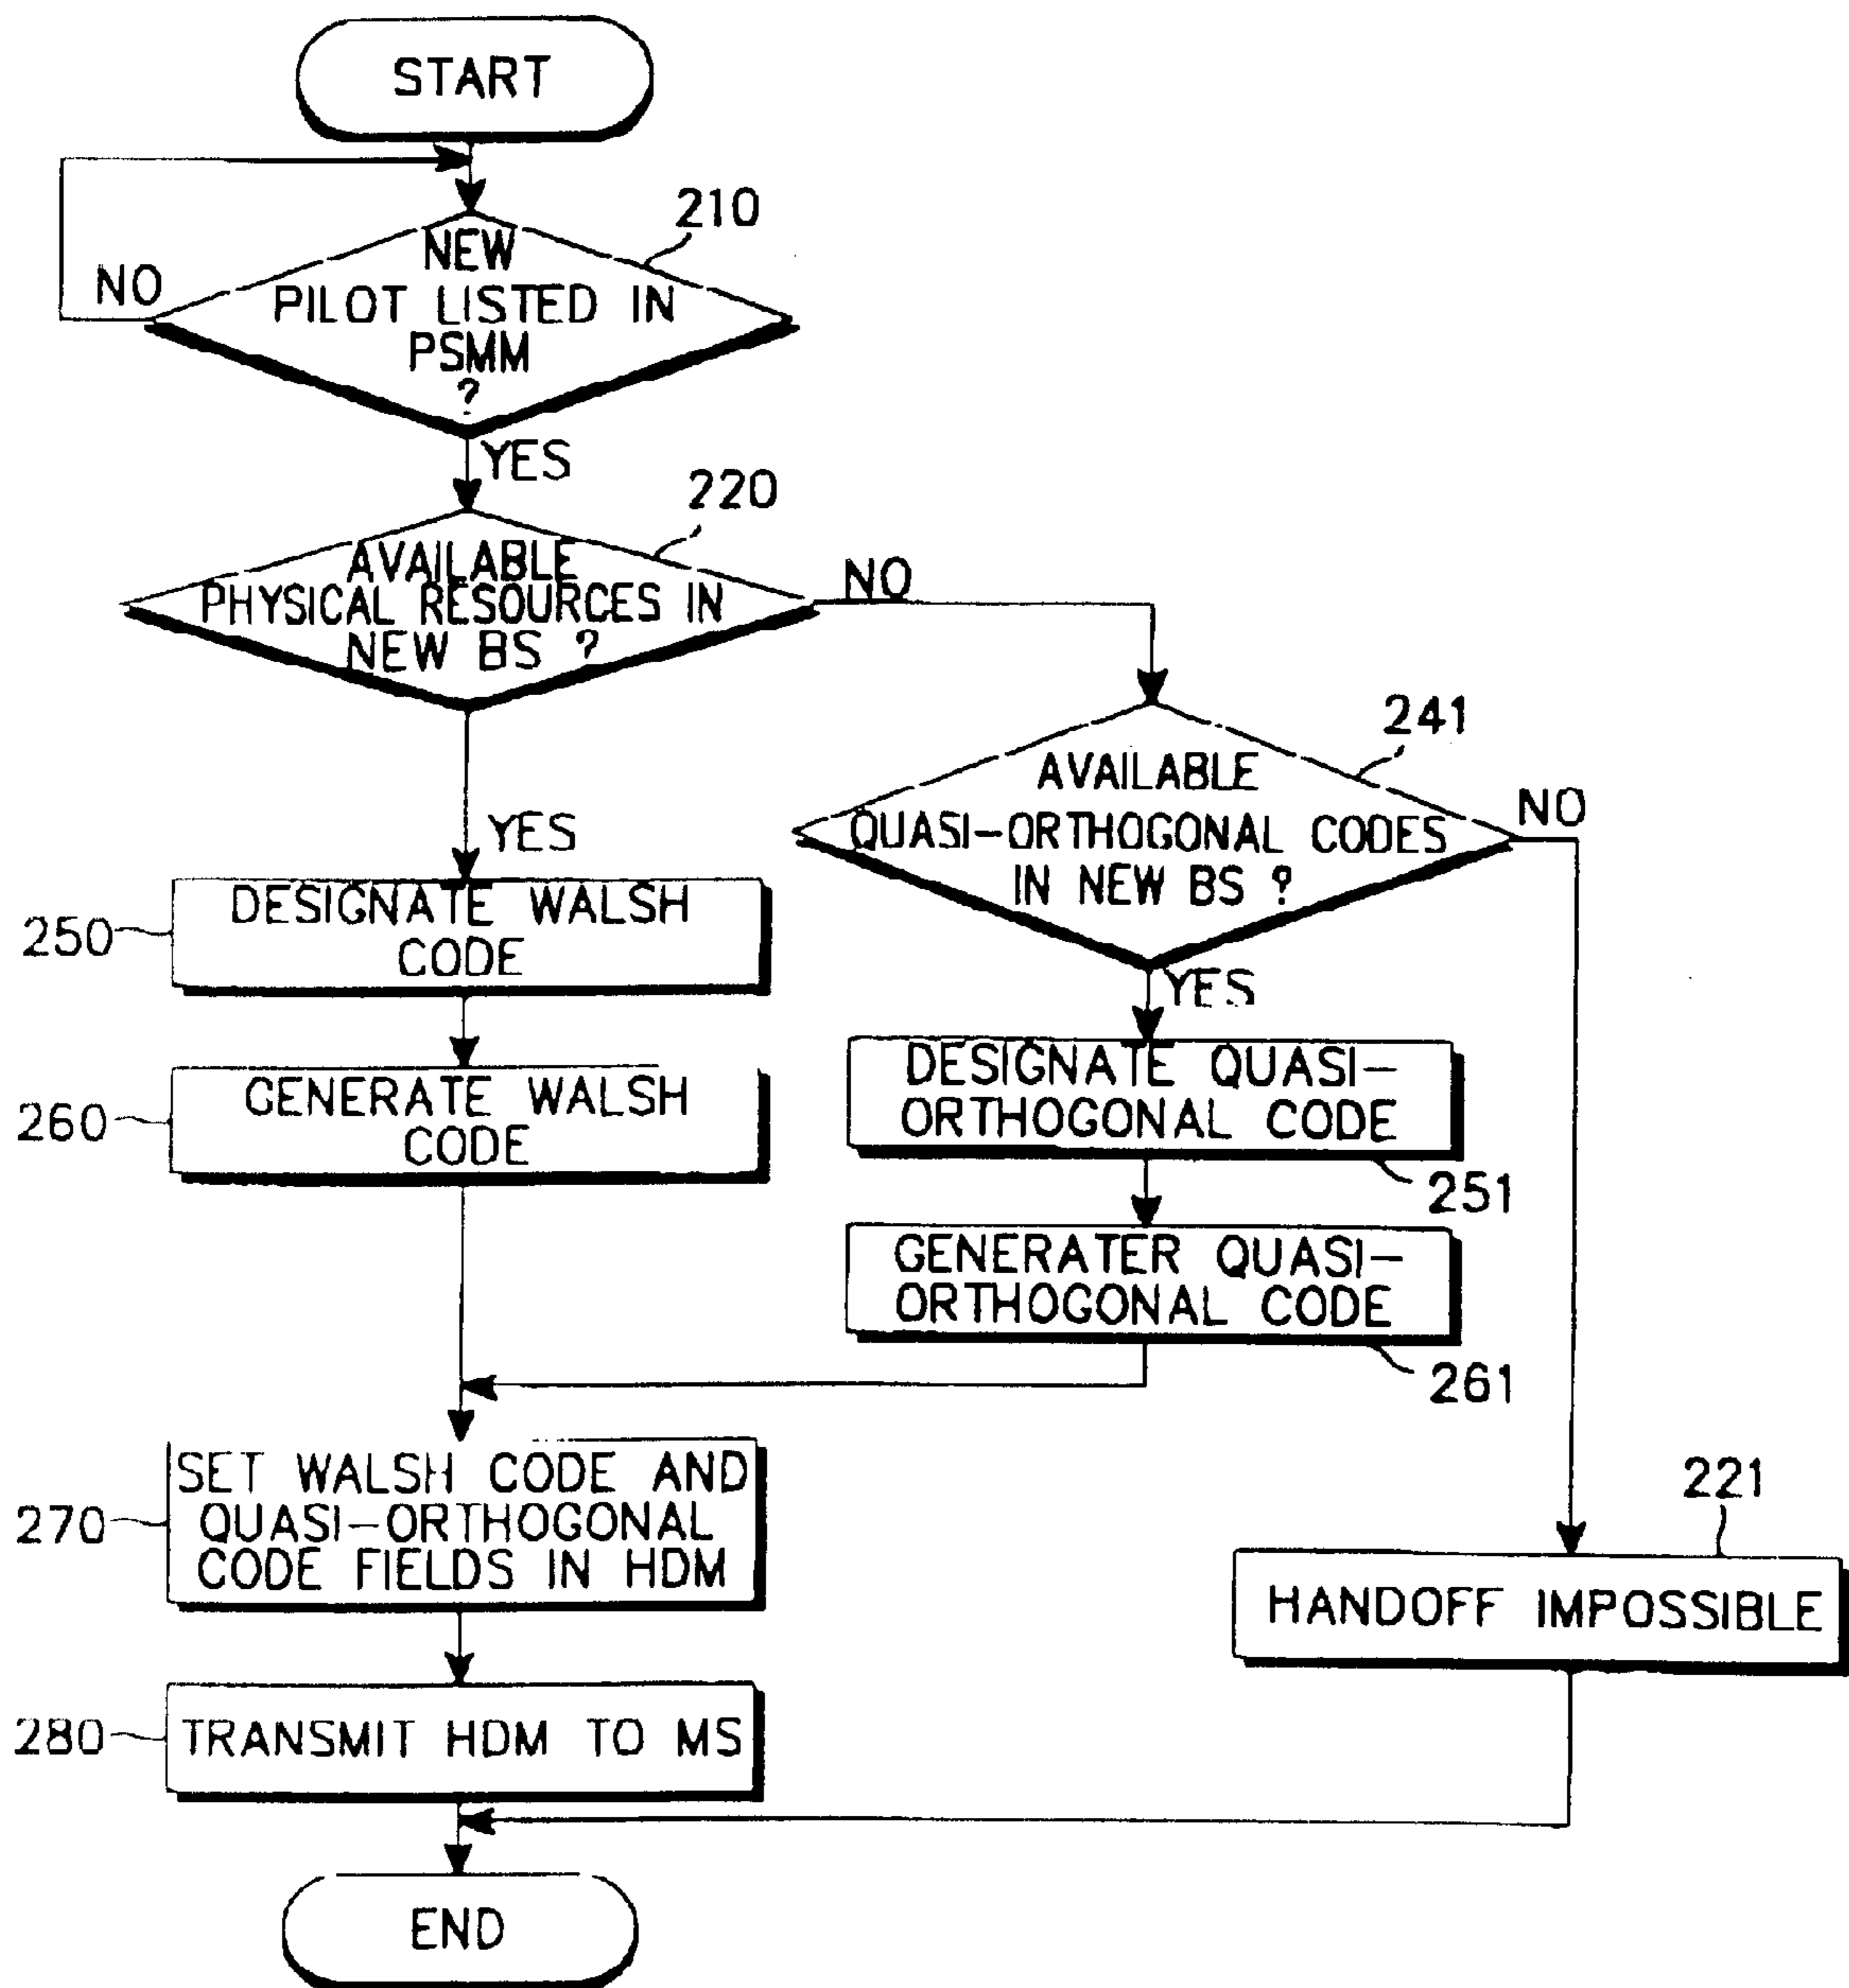 START
210
NEW
PILOT LISTED IN
PSMM
?
NO
YES
220
AVAILABLE
PHYSICAL RESOURCES IN
NEW BS ?
NO
YES
241
AVAILABLE
QUASI-ORTHOGONAL CODES
IN NEW BS ?
NO
YES
250
DESIGNATE WALSH
CODE
260
GENERATE WALSH
CODE
DESIGNATE QUASI-
ORTHOGONAL CODE
251
GENERATER QUASI-
ORTHOGONAL CODE
261
270
SET WALSH CODE AND
QUASI-ORTHOGONAL
CODE FIELDS IN HDM
221
HANDOFF IMPOSSIBLE
280
TRANSMIT HDM TO MS
END